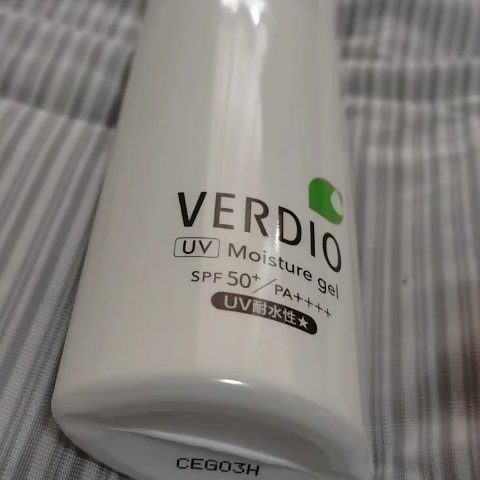 VERDIO
UV Moisture gel
SPF 50+/PA++++
UV耐水性★
CEG03H